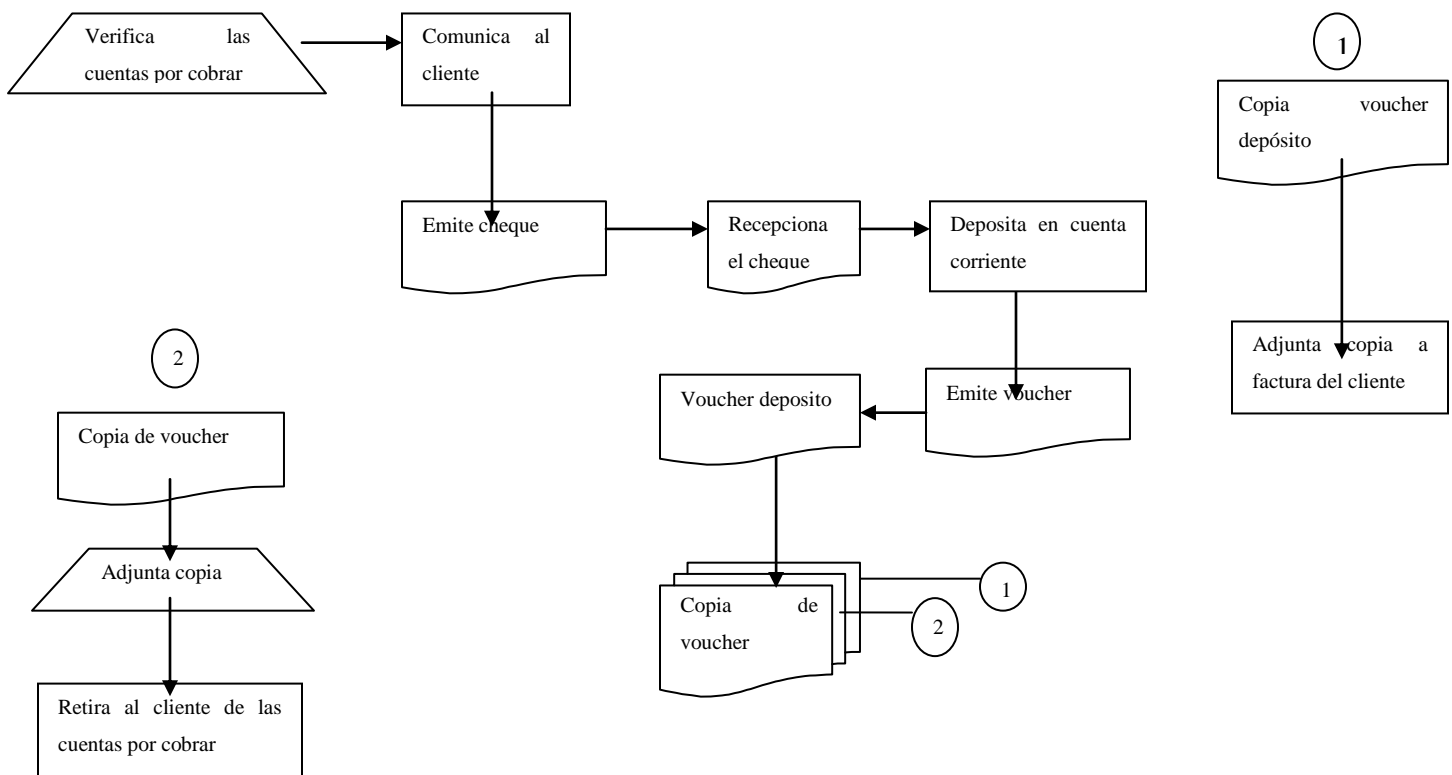 Verifica las
cuentas por cobrar
Comunica al
cliente
1
Copia voucher
depósito
Emite cheque
Recepciona
el cheque
Deposita en cuenta
corriente
Adjunta copia a
factura del cliente
2
Copia de voucher
Voucher deposito
Emite voucher
Adjunta copia
Copia de
voucher
1
2
Retira al cliente de las
cuentas por cobrar